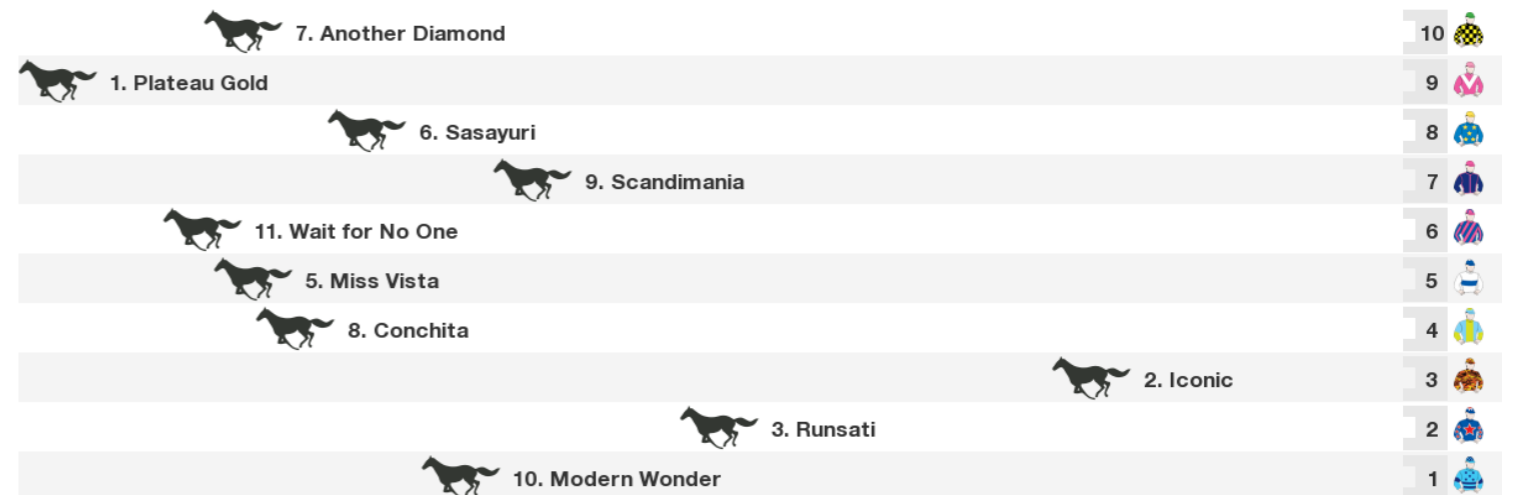 7. Another Diamond 10
1. Plateau Gold 9
6. Sasayuri 8
9. Scandimania 7
11. Wait for No One 6
5. Miss Vista 5
8. Conchita 4
2. Iconic 3
3. Runsati 2
10. Modern Wonder 1